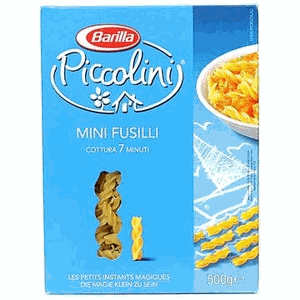 Barilla
Piccolini
MINI FUSILLI
COTTURA 7 MINUTI
LES PETITS INSTANTS MAGIQUES
DIE MAGIE KLEIN ZU SEIN
500g e